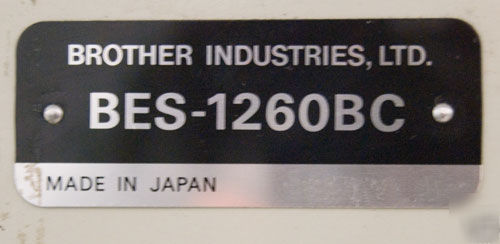 BROTHER INDUSTRIES, LTD.
BES-1260BC
MADE IN JAPAN